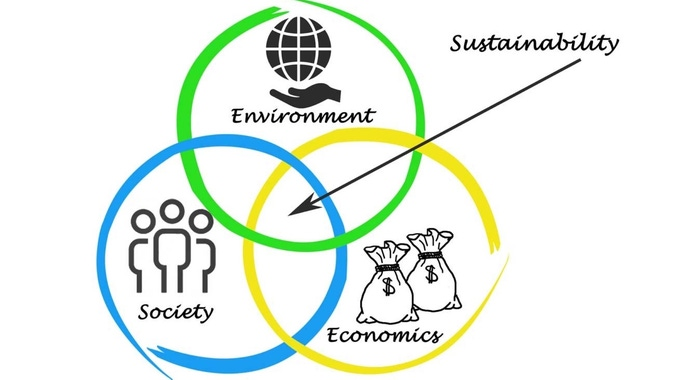 Sustainability
Environment
Society
$
$
Economics